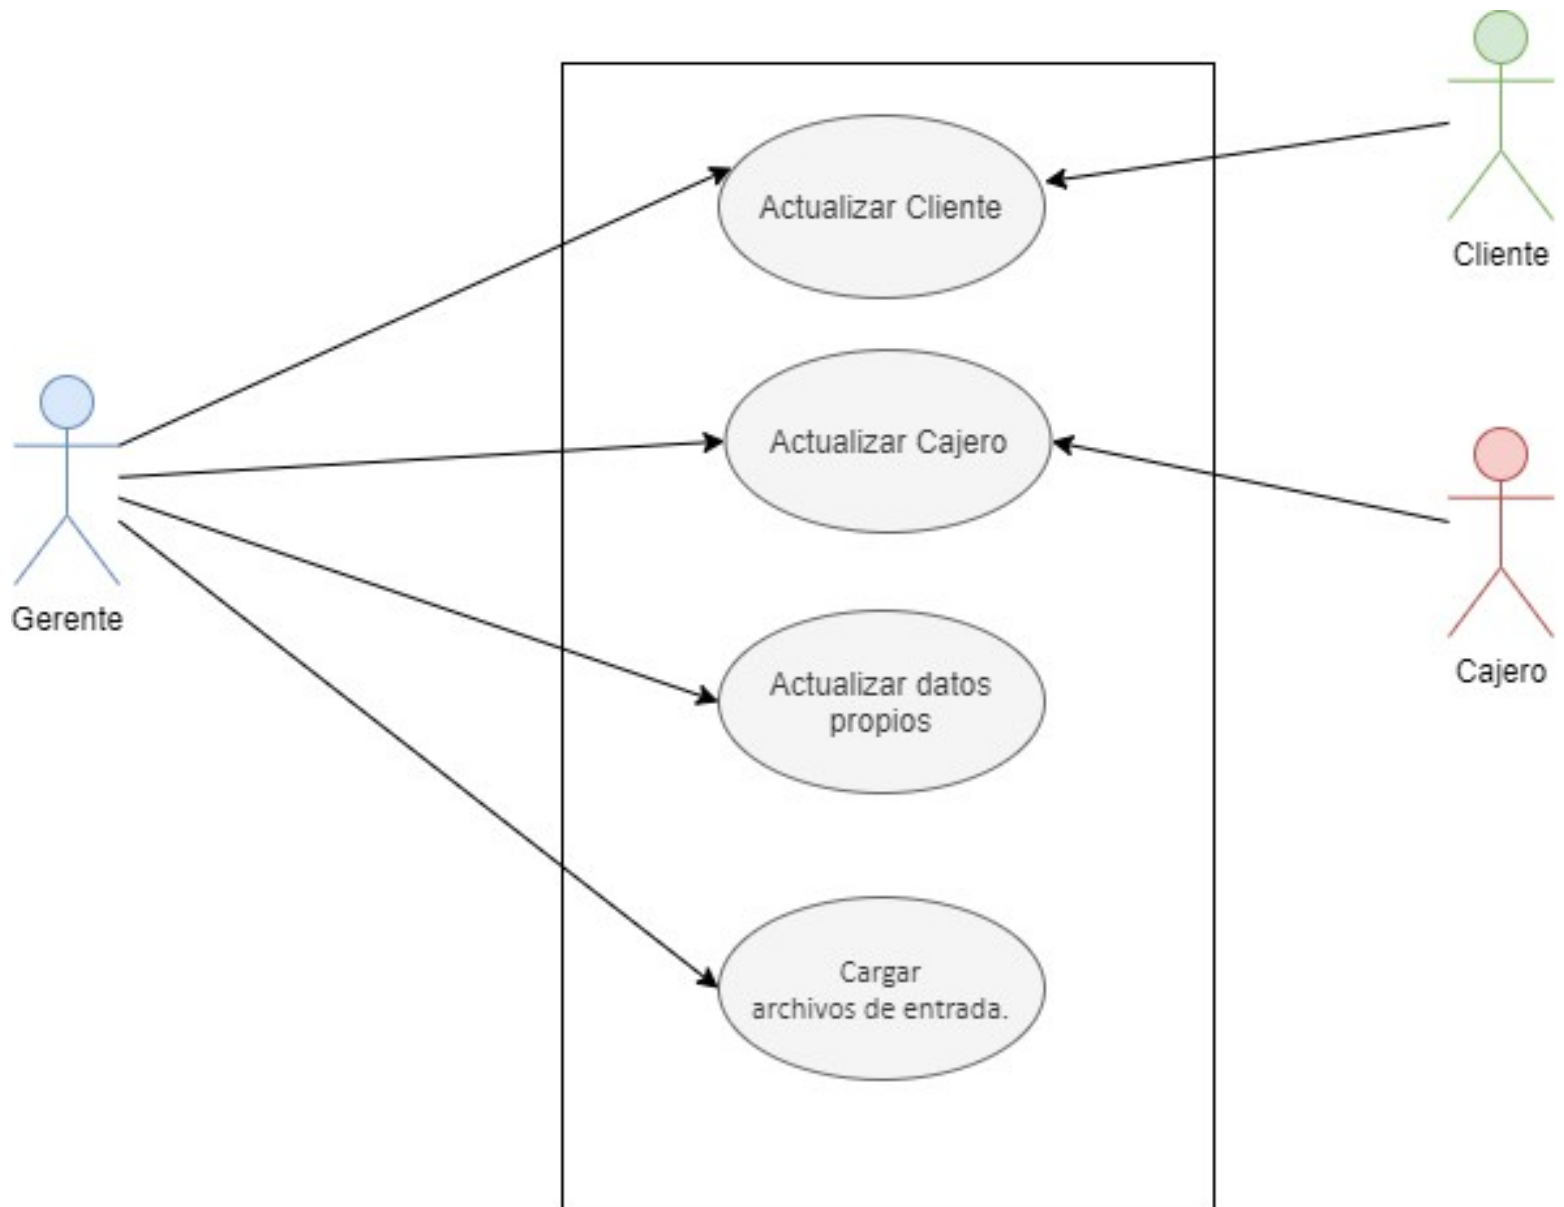 Actualizar Cliente
Cliente
Actualizar Cajero
Gerente
Cajero
Actualizar datos
propios
Cargar
archivos de entrada.